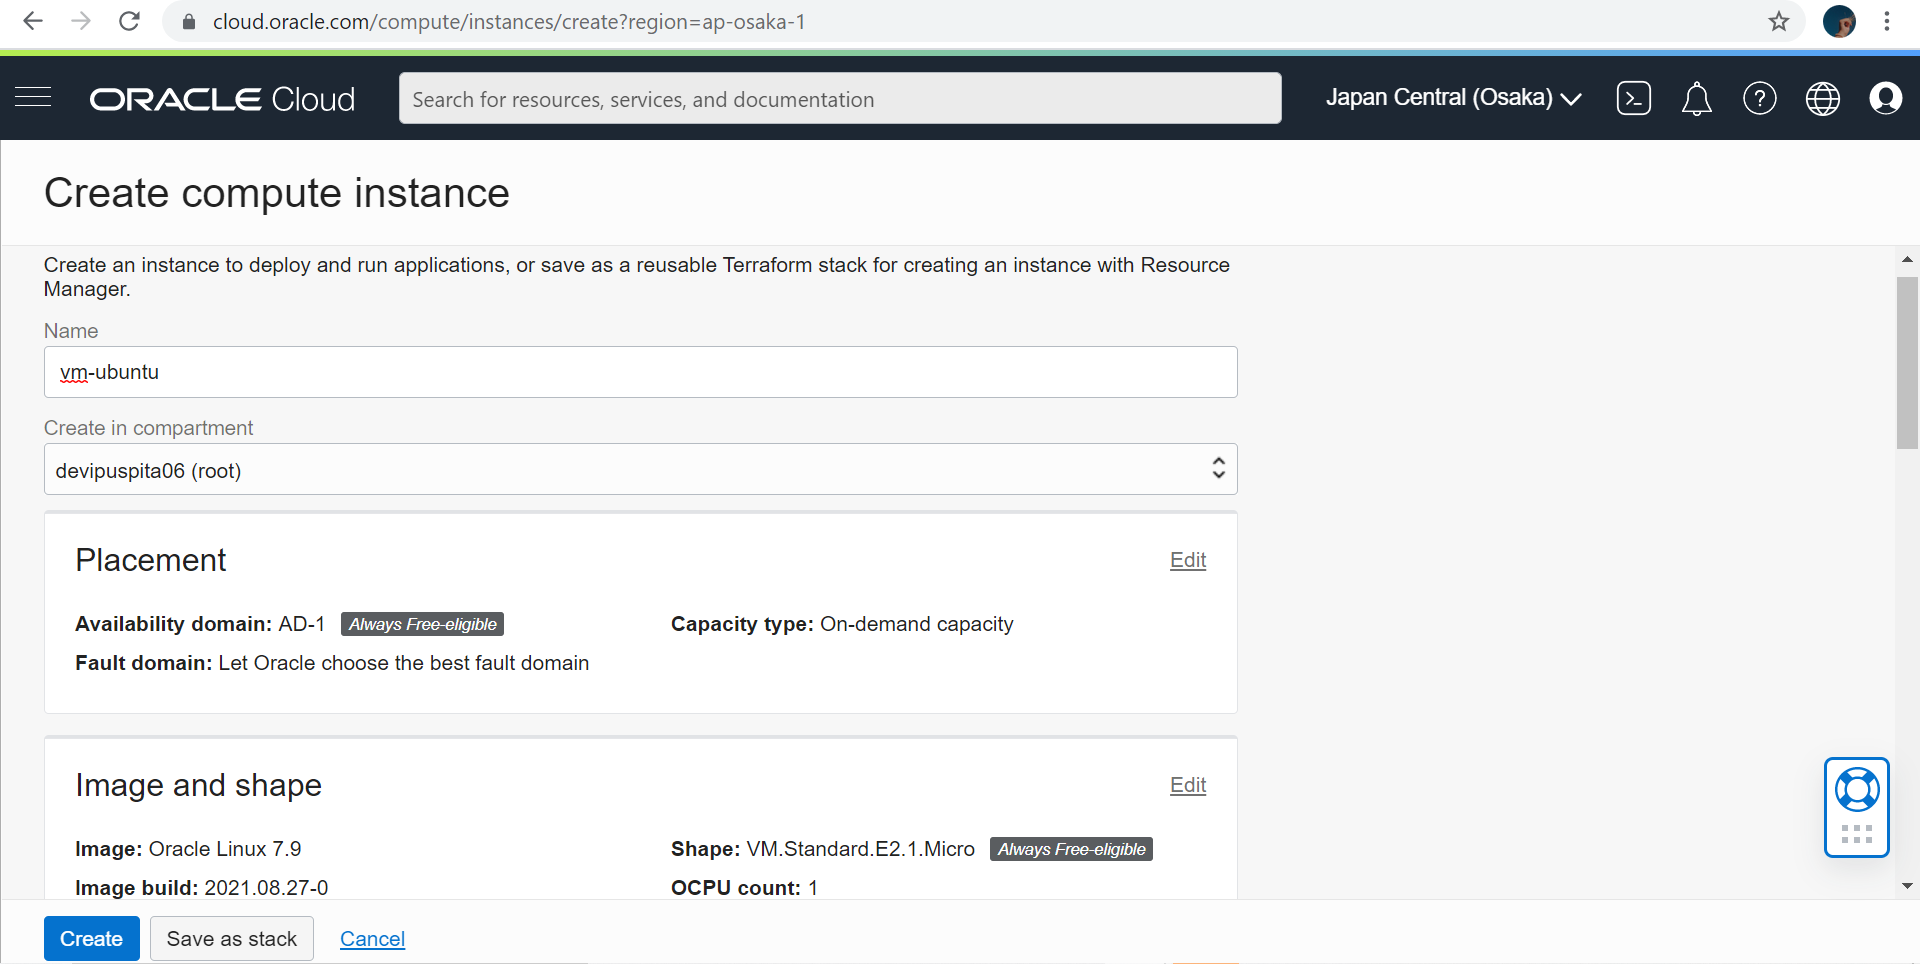 cloud.oracle.com/compute/instances/create?region=ap-osaka-1
ORACLE Cloud
Search for resources, services, and documentation
Japan Central (Osaka)
Create compute instance
Create an instance to deploy and run applications, or save as a reusable Terraform stack for creating an instance with Resource
Manager.
Name
vm-ubuntu
Create in compartment
devipuspita06 (root)
Placement
Edit
Availability domain: AD-1 Always Free-eligible
Capacity type: On-demand capacity
Fault domain: Let Oracle choose the best fault domain
Image and shape
Edit
Image: Oracle Linux 7.9
Shape: VM.Standard.E2.1.Micro Always Free-eligible
Image build: 2021.08.27-0
OCPU count: 1
Create
Save as stack
Cancel